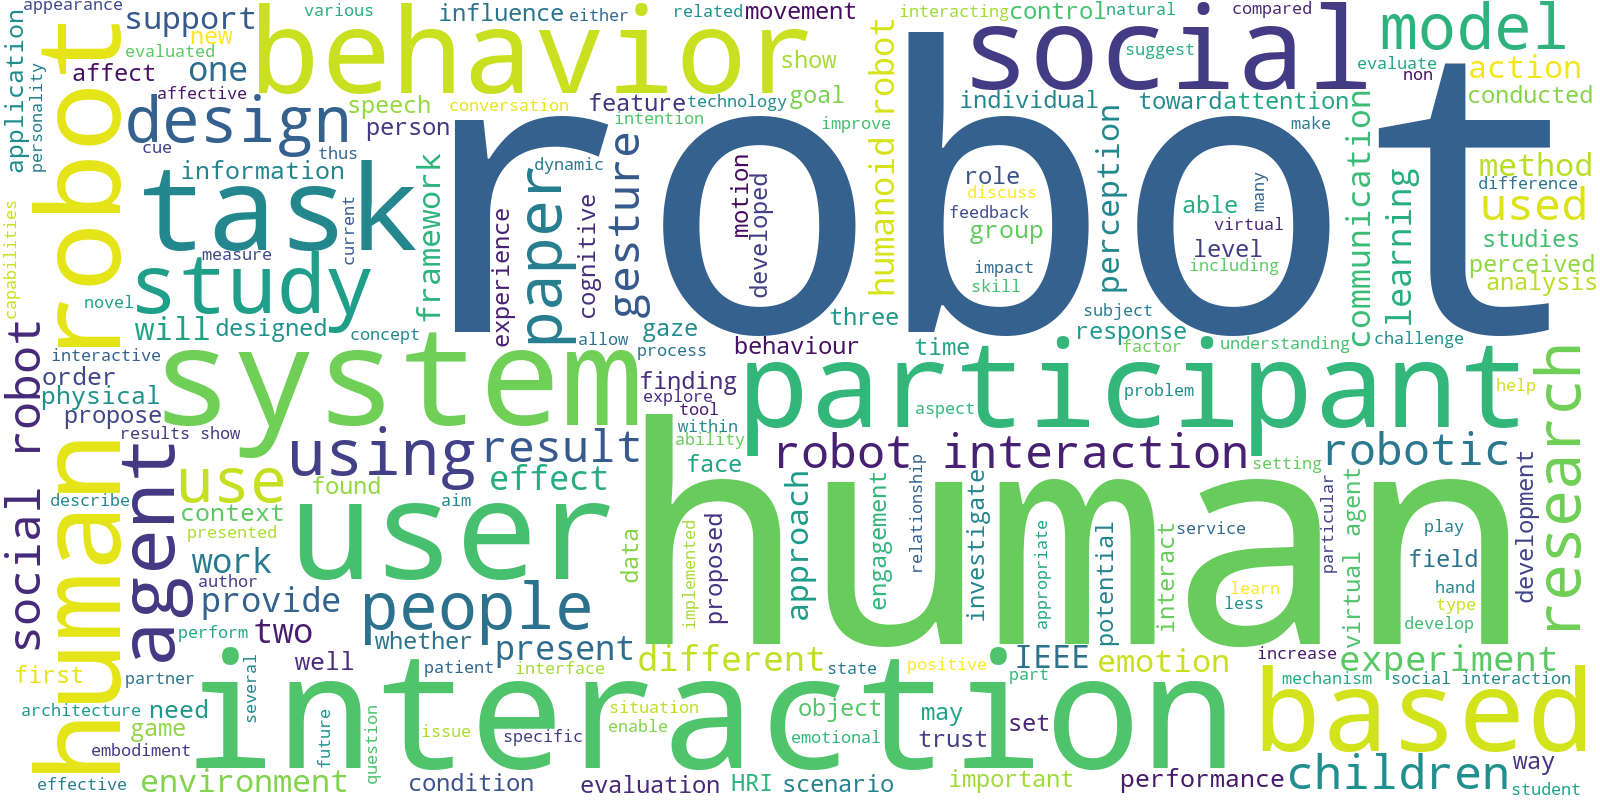 appearance
support
new
evaluated
affect
one
affective
various
influence
either
related
movement
behavior
show
interacting
control
natural
compared
social
suggest
model
evaluate
non
action
conducted
application
personality
human robot
design
cue
thus
person
speech
conversation
feature
technology
goal
intention
improve
humanoid robot
individual
toward
attention
make
robot
information
task
study
measure
current
framework
experience
paper
dynamic
cognitive
gesture
motion
developed
role
discuss
feedback
group
impact
skill
perception
able
many
virtual
level
including
communication
learning
method
difference
used
studies
perceived
analysis
capabilities
novel
will
designed
concept
allow
gaze
process
three
behaviour
time
subject
response
factor
understanding
challenge
social robot
interactive
order
physical
propose
results show
system
finding
explore
tool
within
ability
participant
aspect
problem
help
research
agent
using
result
effect
face
robot interaction
setting
robotic
describe
use
found
context
presented
work
author
provide
perform
two
aim
user
people
whether
present
data
implemented
proposed
approach
engagement
relationship
investigate
appropriate
potential
interact
service
learn
less
particular
virtual agent
play
field
hand
type
develop
development
human
first
partner
well
patient
interface
different
state
positive
IEEE
part
emotion
increase
experiment
mechanism
social interaction
architecture
need
game
embodiment
several
future
question
issue
specific
situation
enable
object
emotional
may
trust
set
interaction
based
effective
environment
condition
evaluation
HRI
scenario
important
performance
children
way
student